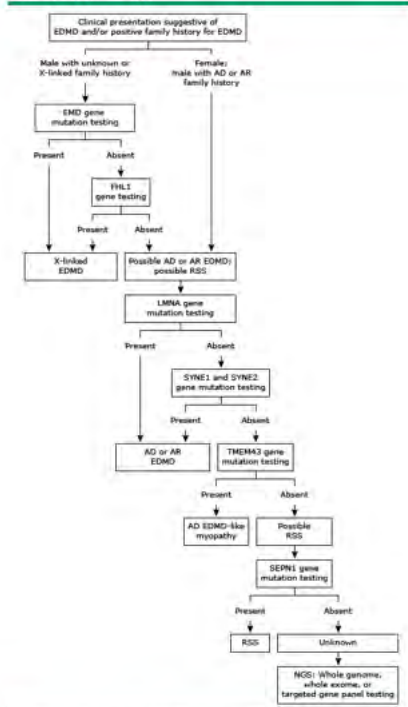 Clinical presentation suggestive of
EDMD and/or positive family history for EDMD
Male with unknown or
X-linked family history
Female;
male with AD or AR
family history
EMD gene
mutation testing
Present
Absent
FHL1
gene testing
Present
Absent
X-linked
EDMD
Possible AD or AR EDMD;
possible RSS
LMNA gene
mutation testing
Present
Absent
SYNE1 and SYNE2
gene mutation testing
Present
Absent
AD or AR
EDMD
TMEM43 gene
mutation testing
Present
Absent
AD EDMD-like
myopathy
Possible
RSS
SEPN1 gene
mutation testing
Present
Absent
RSS
Unknown
NGS: Whole genome,
whole exome, or
targeted gene panel testing